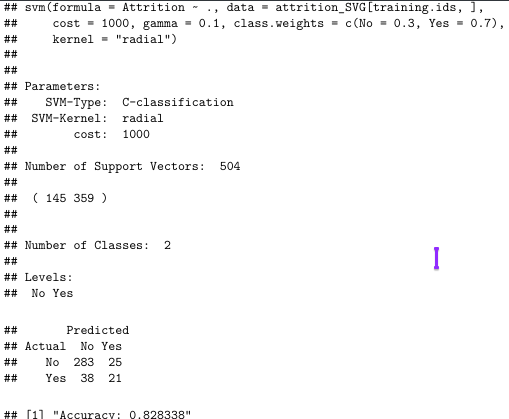 ## svm(formula = Attrition ~ ., data = attrition_SVG[training.ids, ],
##     cost = 1000, gamma = 0.1, class.weights = c(No = 0.3, Yes = 0.7),
##     kernel = "radial")
##
##
## Parameters:
##    SVM-Type:  C-classification
##  SVM-Kernel:  radial
##        cost:  1000
##
## Number of Support Vectors:  504
##
##  ( 145 359 )
##
##
## Number of Classes:  2
##
## Levels:
##  No Yes
##       Predicted
## Actual  No Yes
##    No  283  25
##    Yes  38  21
## [1] "Accuracy: 0.828338"